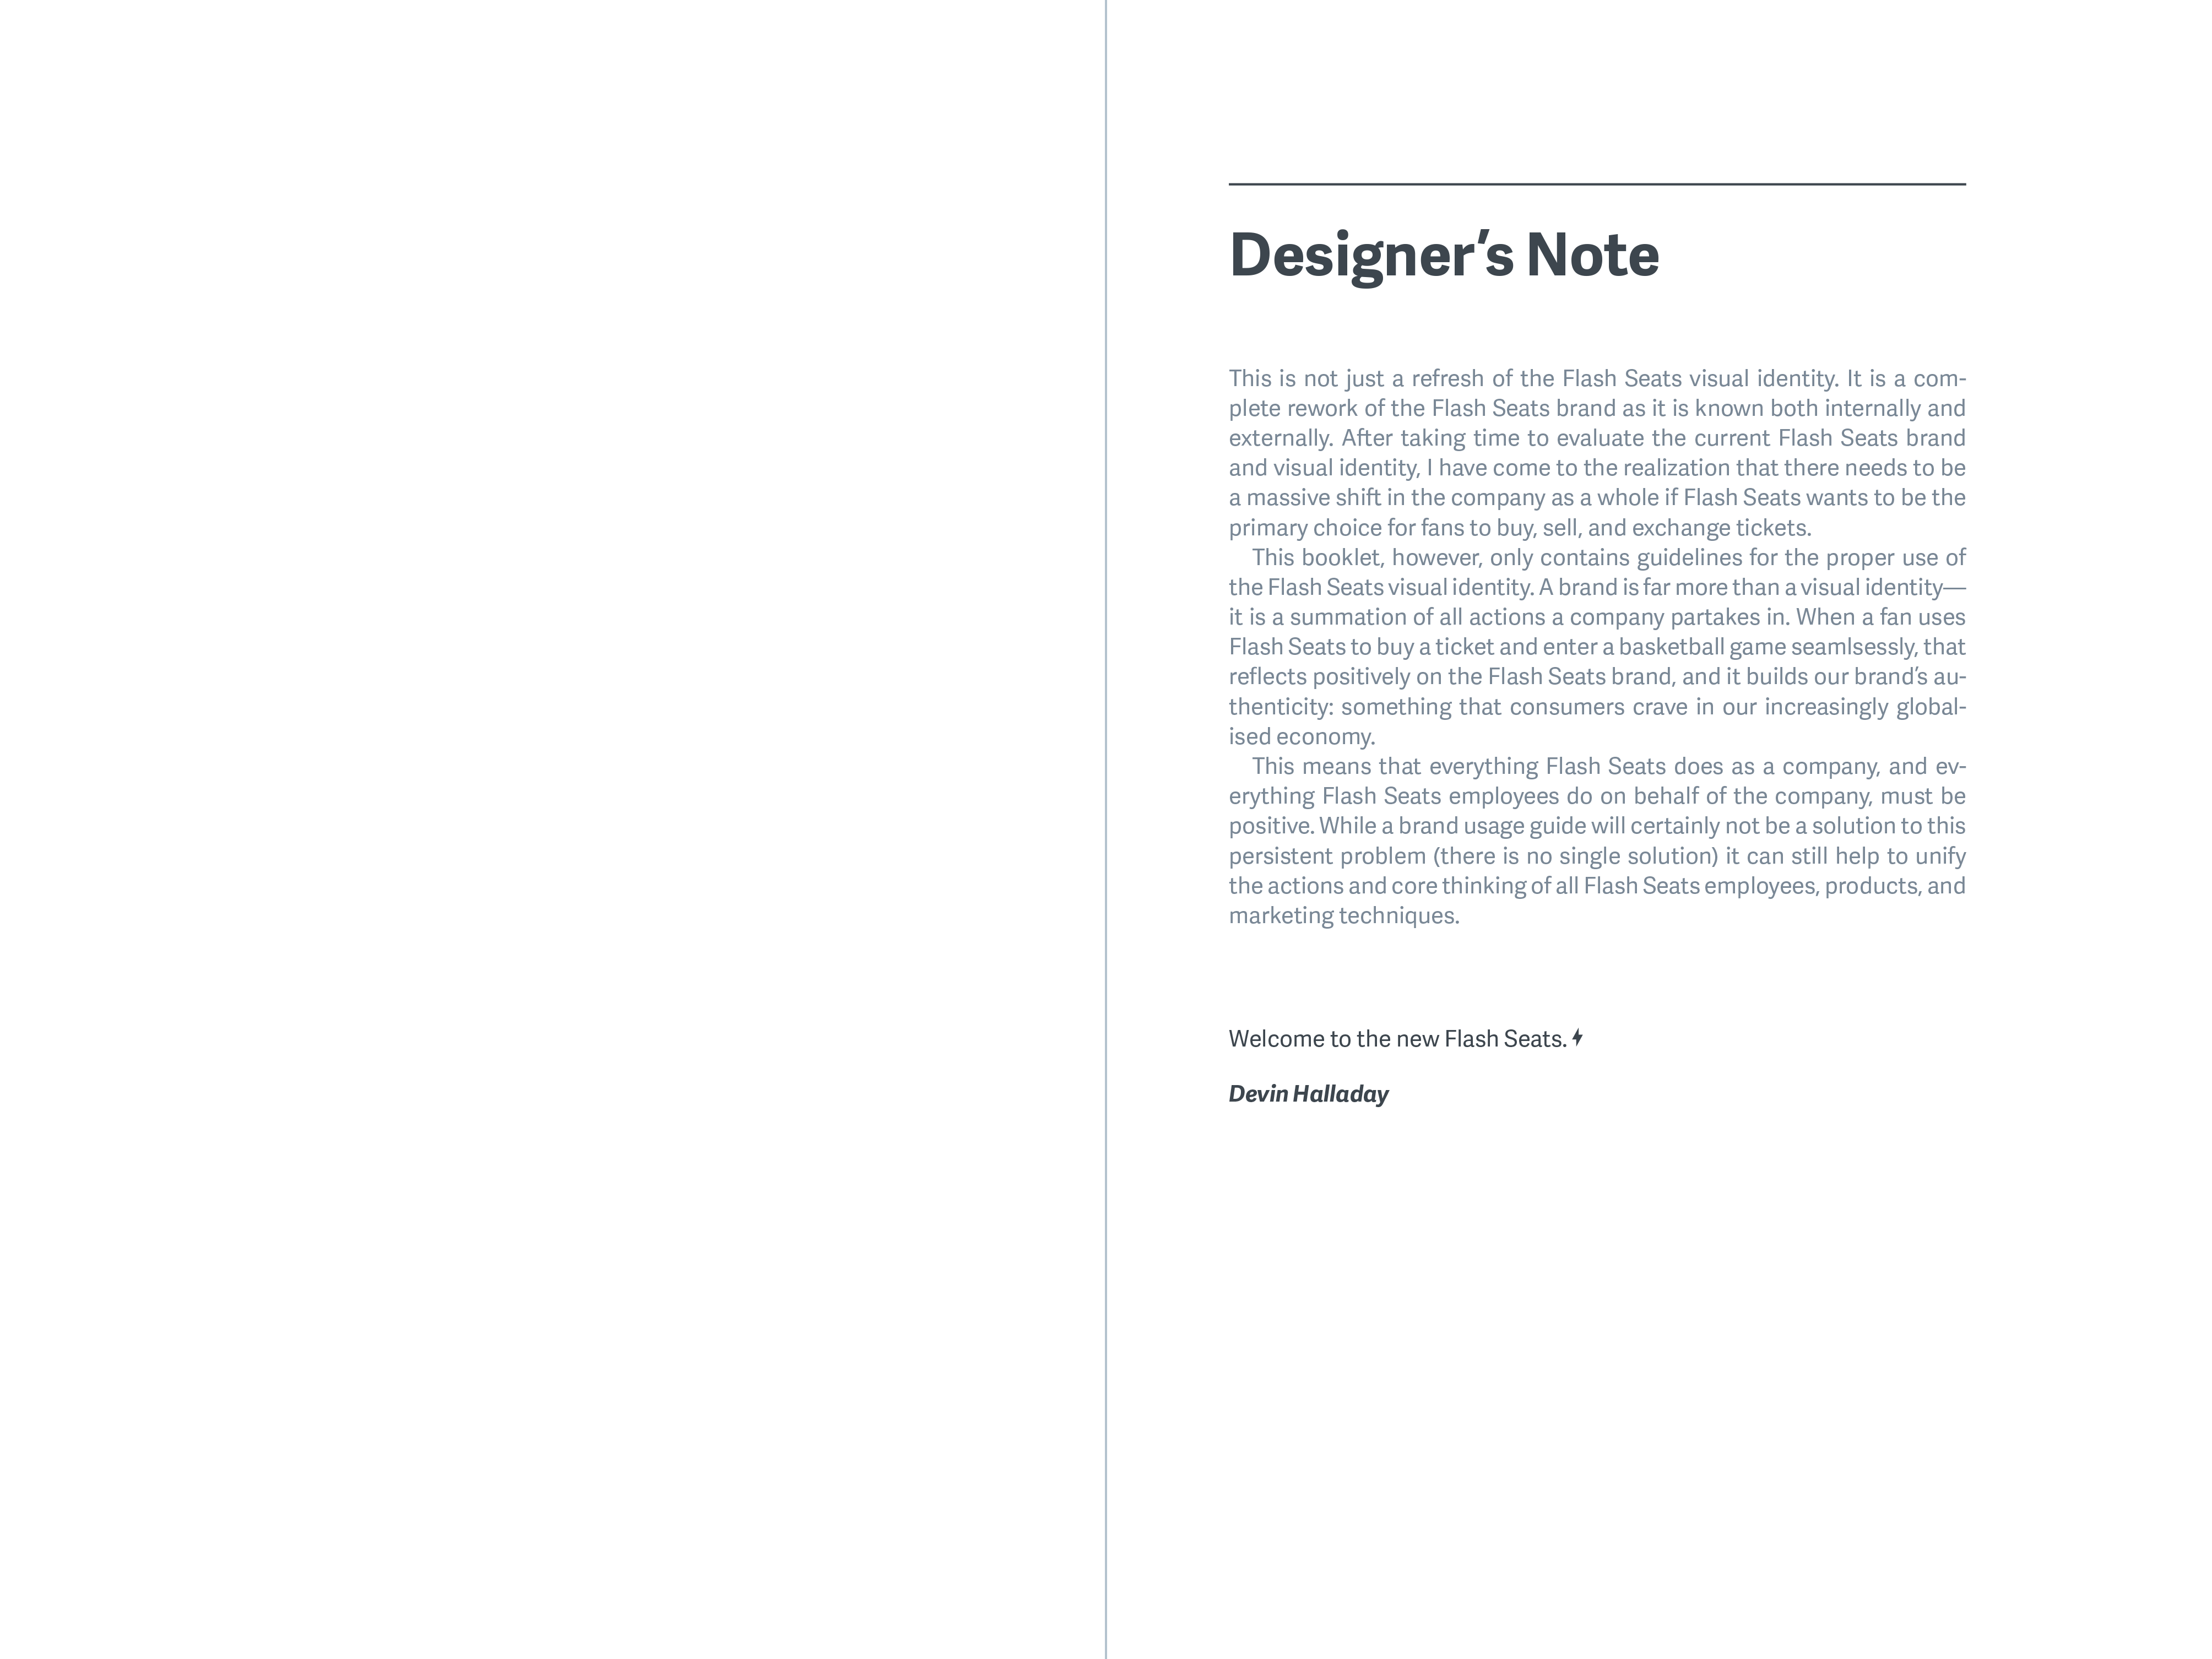 Designer’s Note
This is not just a refresh of the Flash Seats visual identity. It is a com-
plete rework of the Flash Seats brand as it is known both internally and
externally. After taking time to evaluate the current Flash Seats brand
and visual identity, I have come to the realization that there needs to be
a massive shift in the company as a whole if Flash Seats wants to be the
primary choice for fans to buy, sell, and exchange tickets.
This booklet, however, only contains guidelines for the proper use of
the Flash Seats visual identity. A brand is far more than a visual identity—
it is a summation of all actions a company partakes in. When a fan uses
Flash Seats to buy a ticket and enter a basketball game seamlsessly, that
reflects positively on the Flash Seats brand, and it builds our brand’s au-
thenticity: something that consumers crave in our increasingly global-
ised economy.
This means that everything Flash Seats does as a company, and ev-
erything Flash Seats employees do on behalf of the company, must be
positive. While a brand usage guide will certainly not be a solution to this
persistent problem (there is no single solution) it can still help to unify
the actions and core thinking of all Flash Seats employees, products, and
marketing techniques.
Welcome to the new Flash Seats.
Devin Halladay